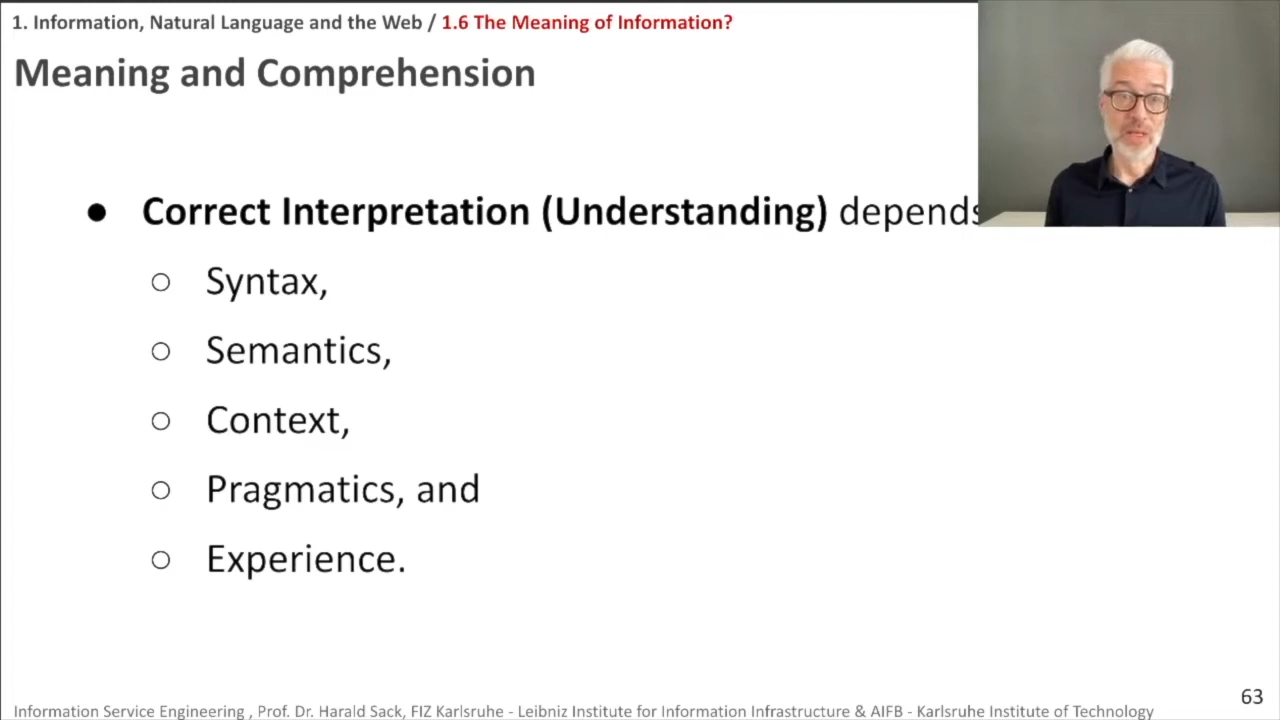 1. Information, Natural Language and the Web / 1.6 The Meaning of Information?
Meaning and Comprehension
● Correct Interpretation (Understanding) depends
○ Syntax,
○ Semantics,
○ Context,
○ Pragmatics, and
○ Experience.
63
Information Service Engineering , Prof. Dr. Harald Sack, FIZ Karlsruhe - Leibniz Institute for Information Infrastructure & AIFB - Karlsruhe Institute of Technology